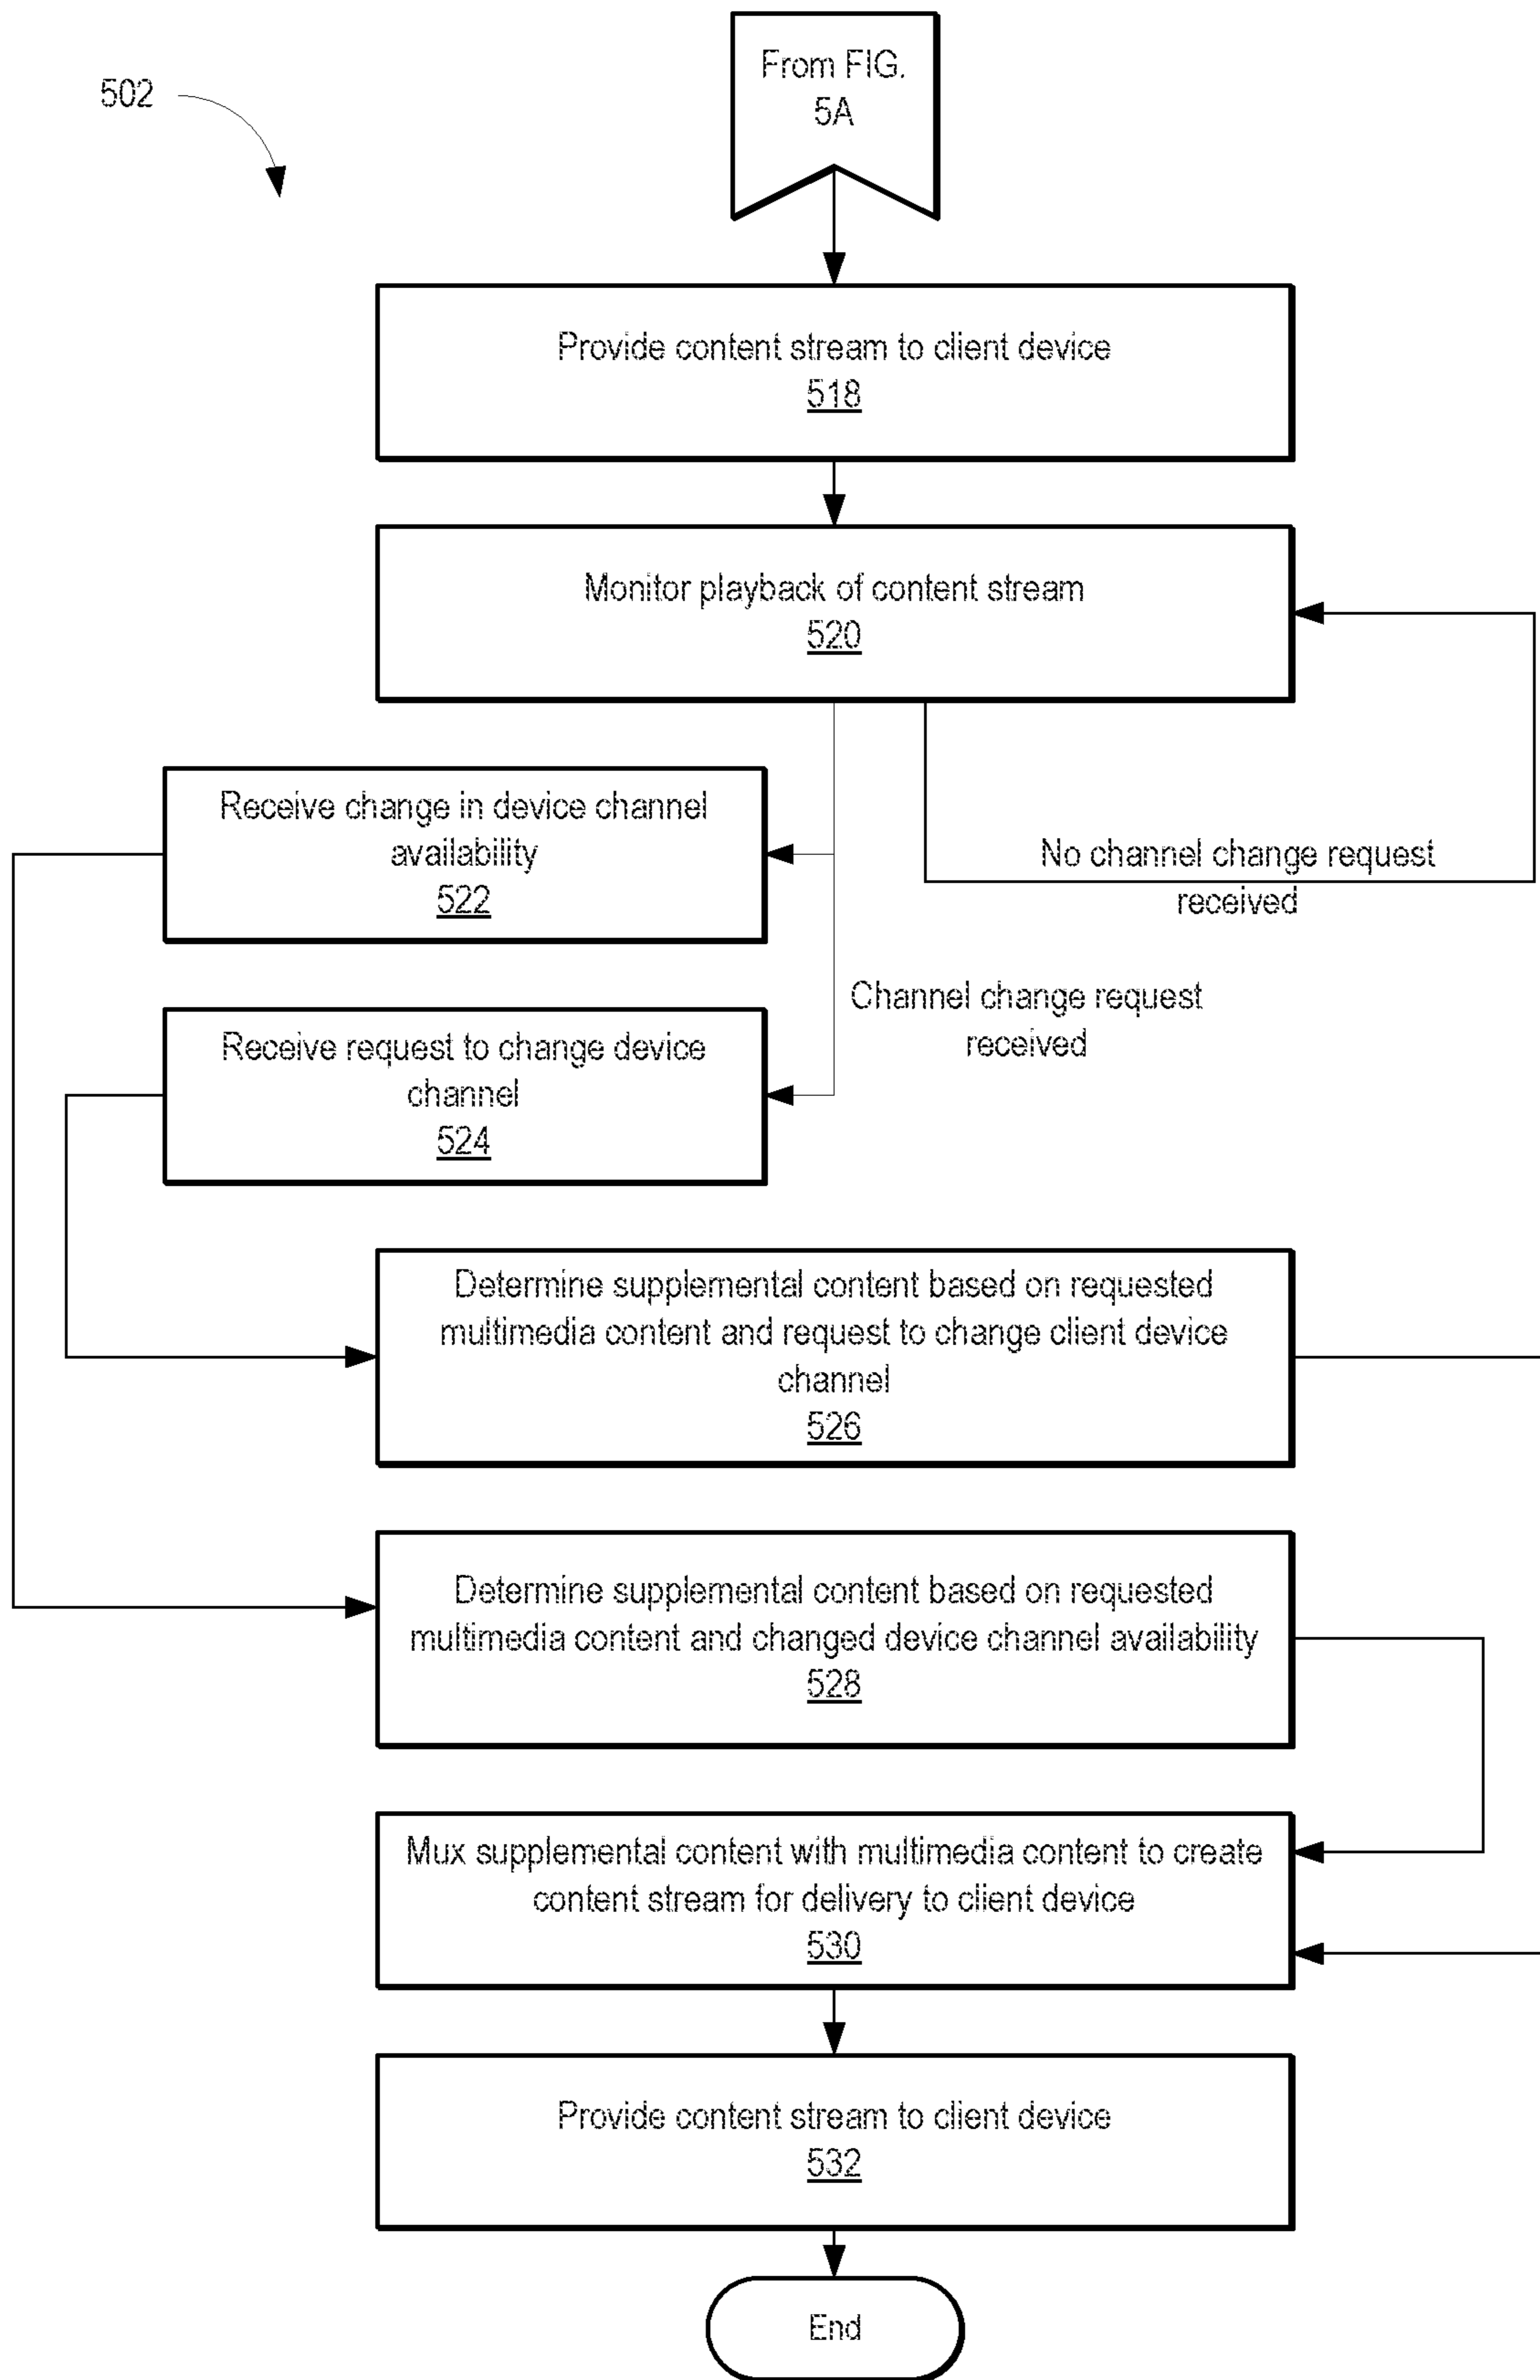 From FIG.
5A
502
Provide content stream to client device
518
Monitor playback of content stream
520
Receive change in device channel
availability
522
No channel change request
received
Channel change request
received
Receive request to change device
channel
524
Determine supplemental content based on requested
multimedia content and request to change client device
channel
526
Determine supplemental content based on requested
multimedia content and changed device channel availability
528
Mux supplemental content with multimedia content to create
content stream for delivery to client device
530
Provide content stream to client device
532
End